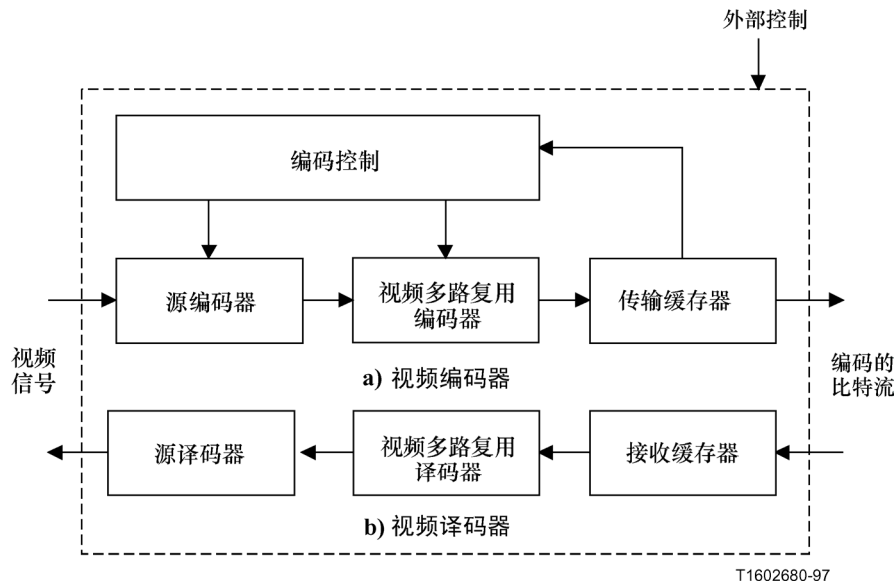 外部控制
编码控制
源编码器
视频多路复用
编码器
传输缓存器
视频
信号
a) 视频编码器
编码的
比特流
源译码器
视频多路复用
译码器
接收缓存器
b) 视频译码器
T1602680-97